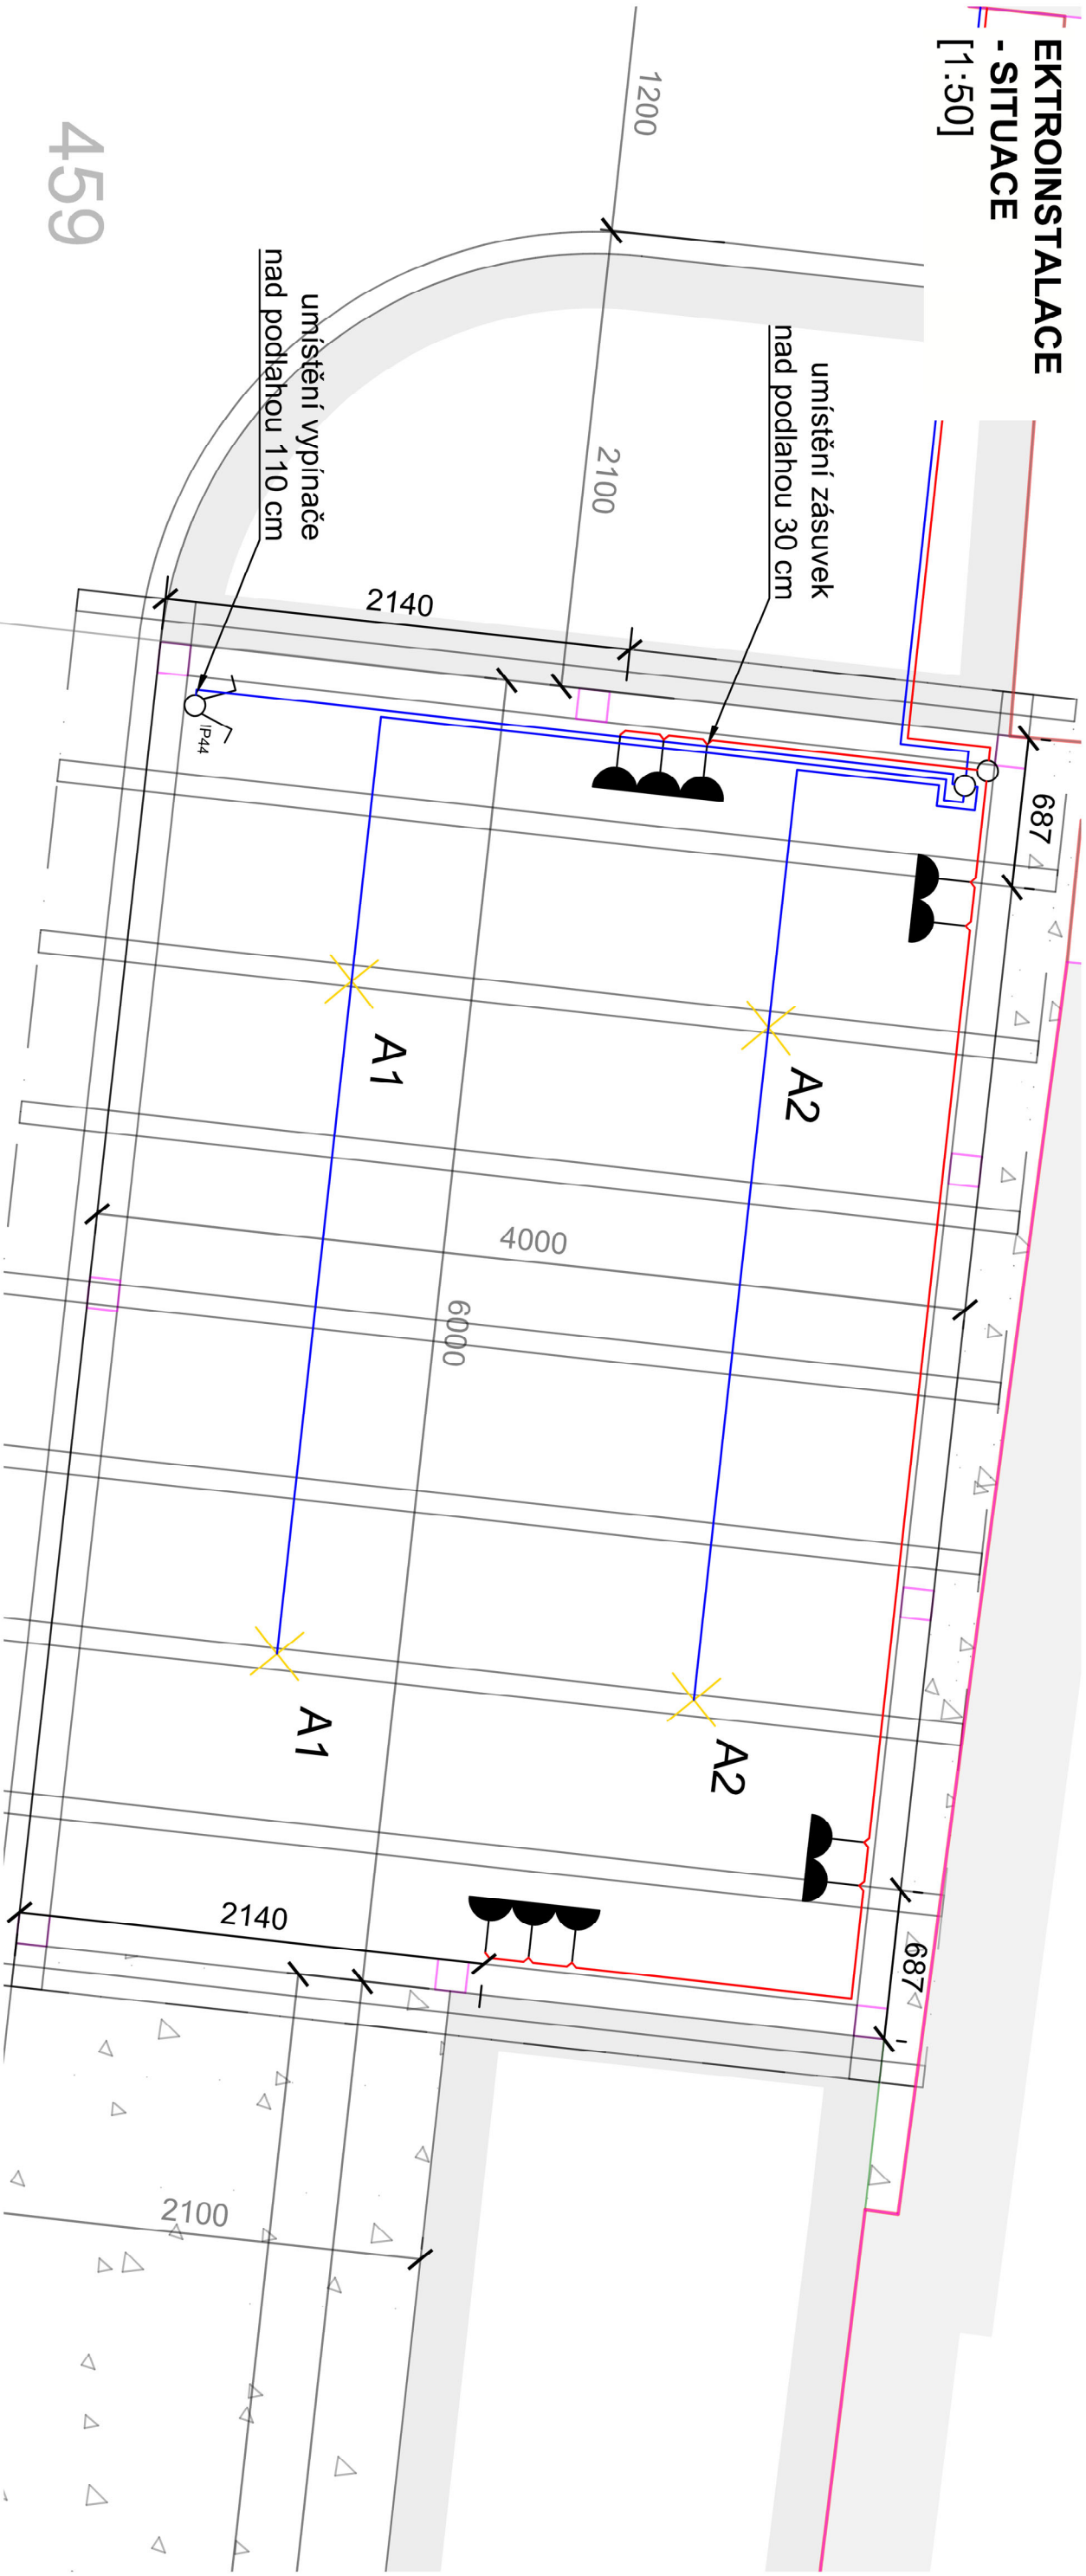 EKTROINSTALACE
- SITUACE
[1:50]
1200
459
umístění zásuvek
nad podlahou 30 cm
umístění vypínače
nad podlahou 110 cm
2100
2140
687
IP44
A2
A1
4000
6000
A2
A1
687
2140
2100